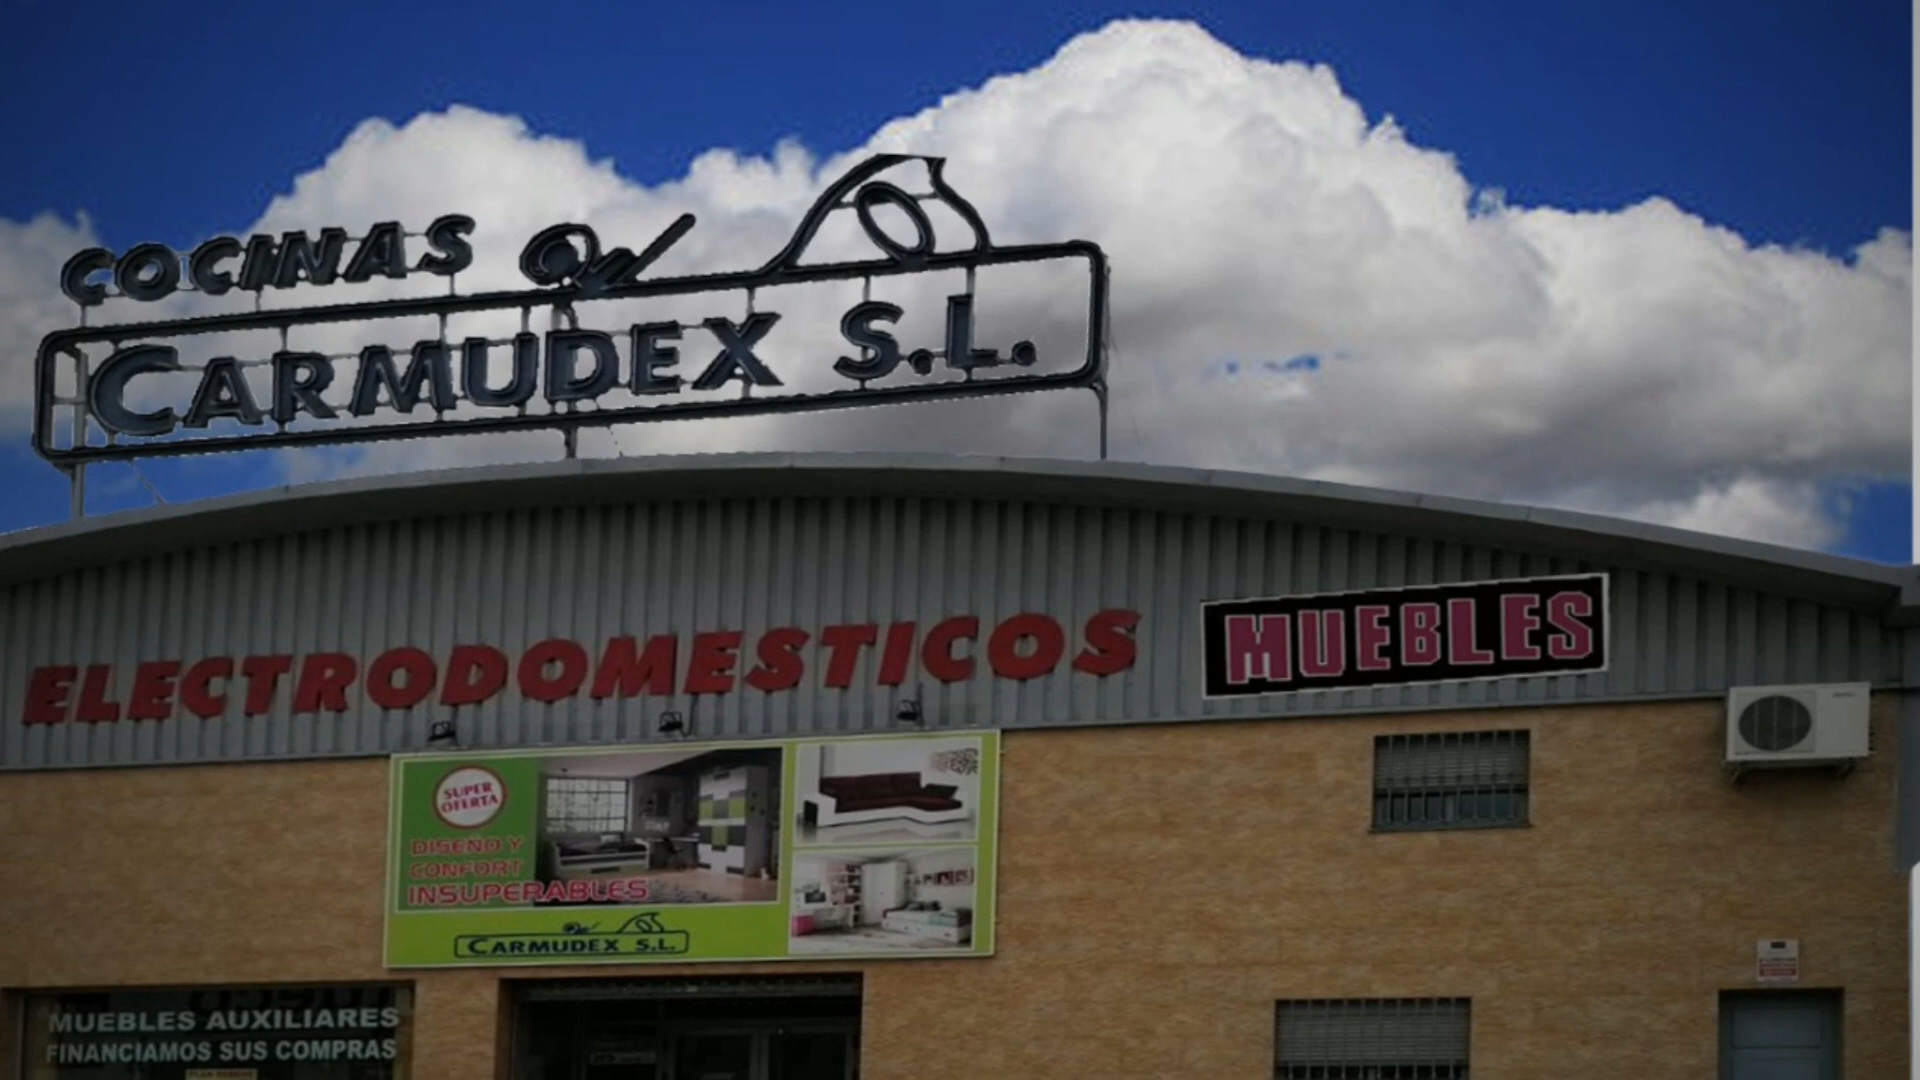 COCINAS
CARMUDEX S.L.
ELECTRODOMESTICOS
MUEBLES
SUPER
OFERTA
DISEÑO Y
CONFORT
INSUPERABLES
CARMUDEX S.L.
MUEBLES AUXILIARES
FINANCIAMOS SUS COMPRAS